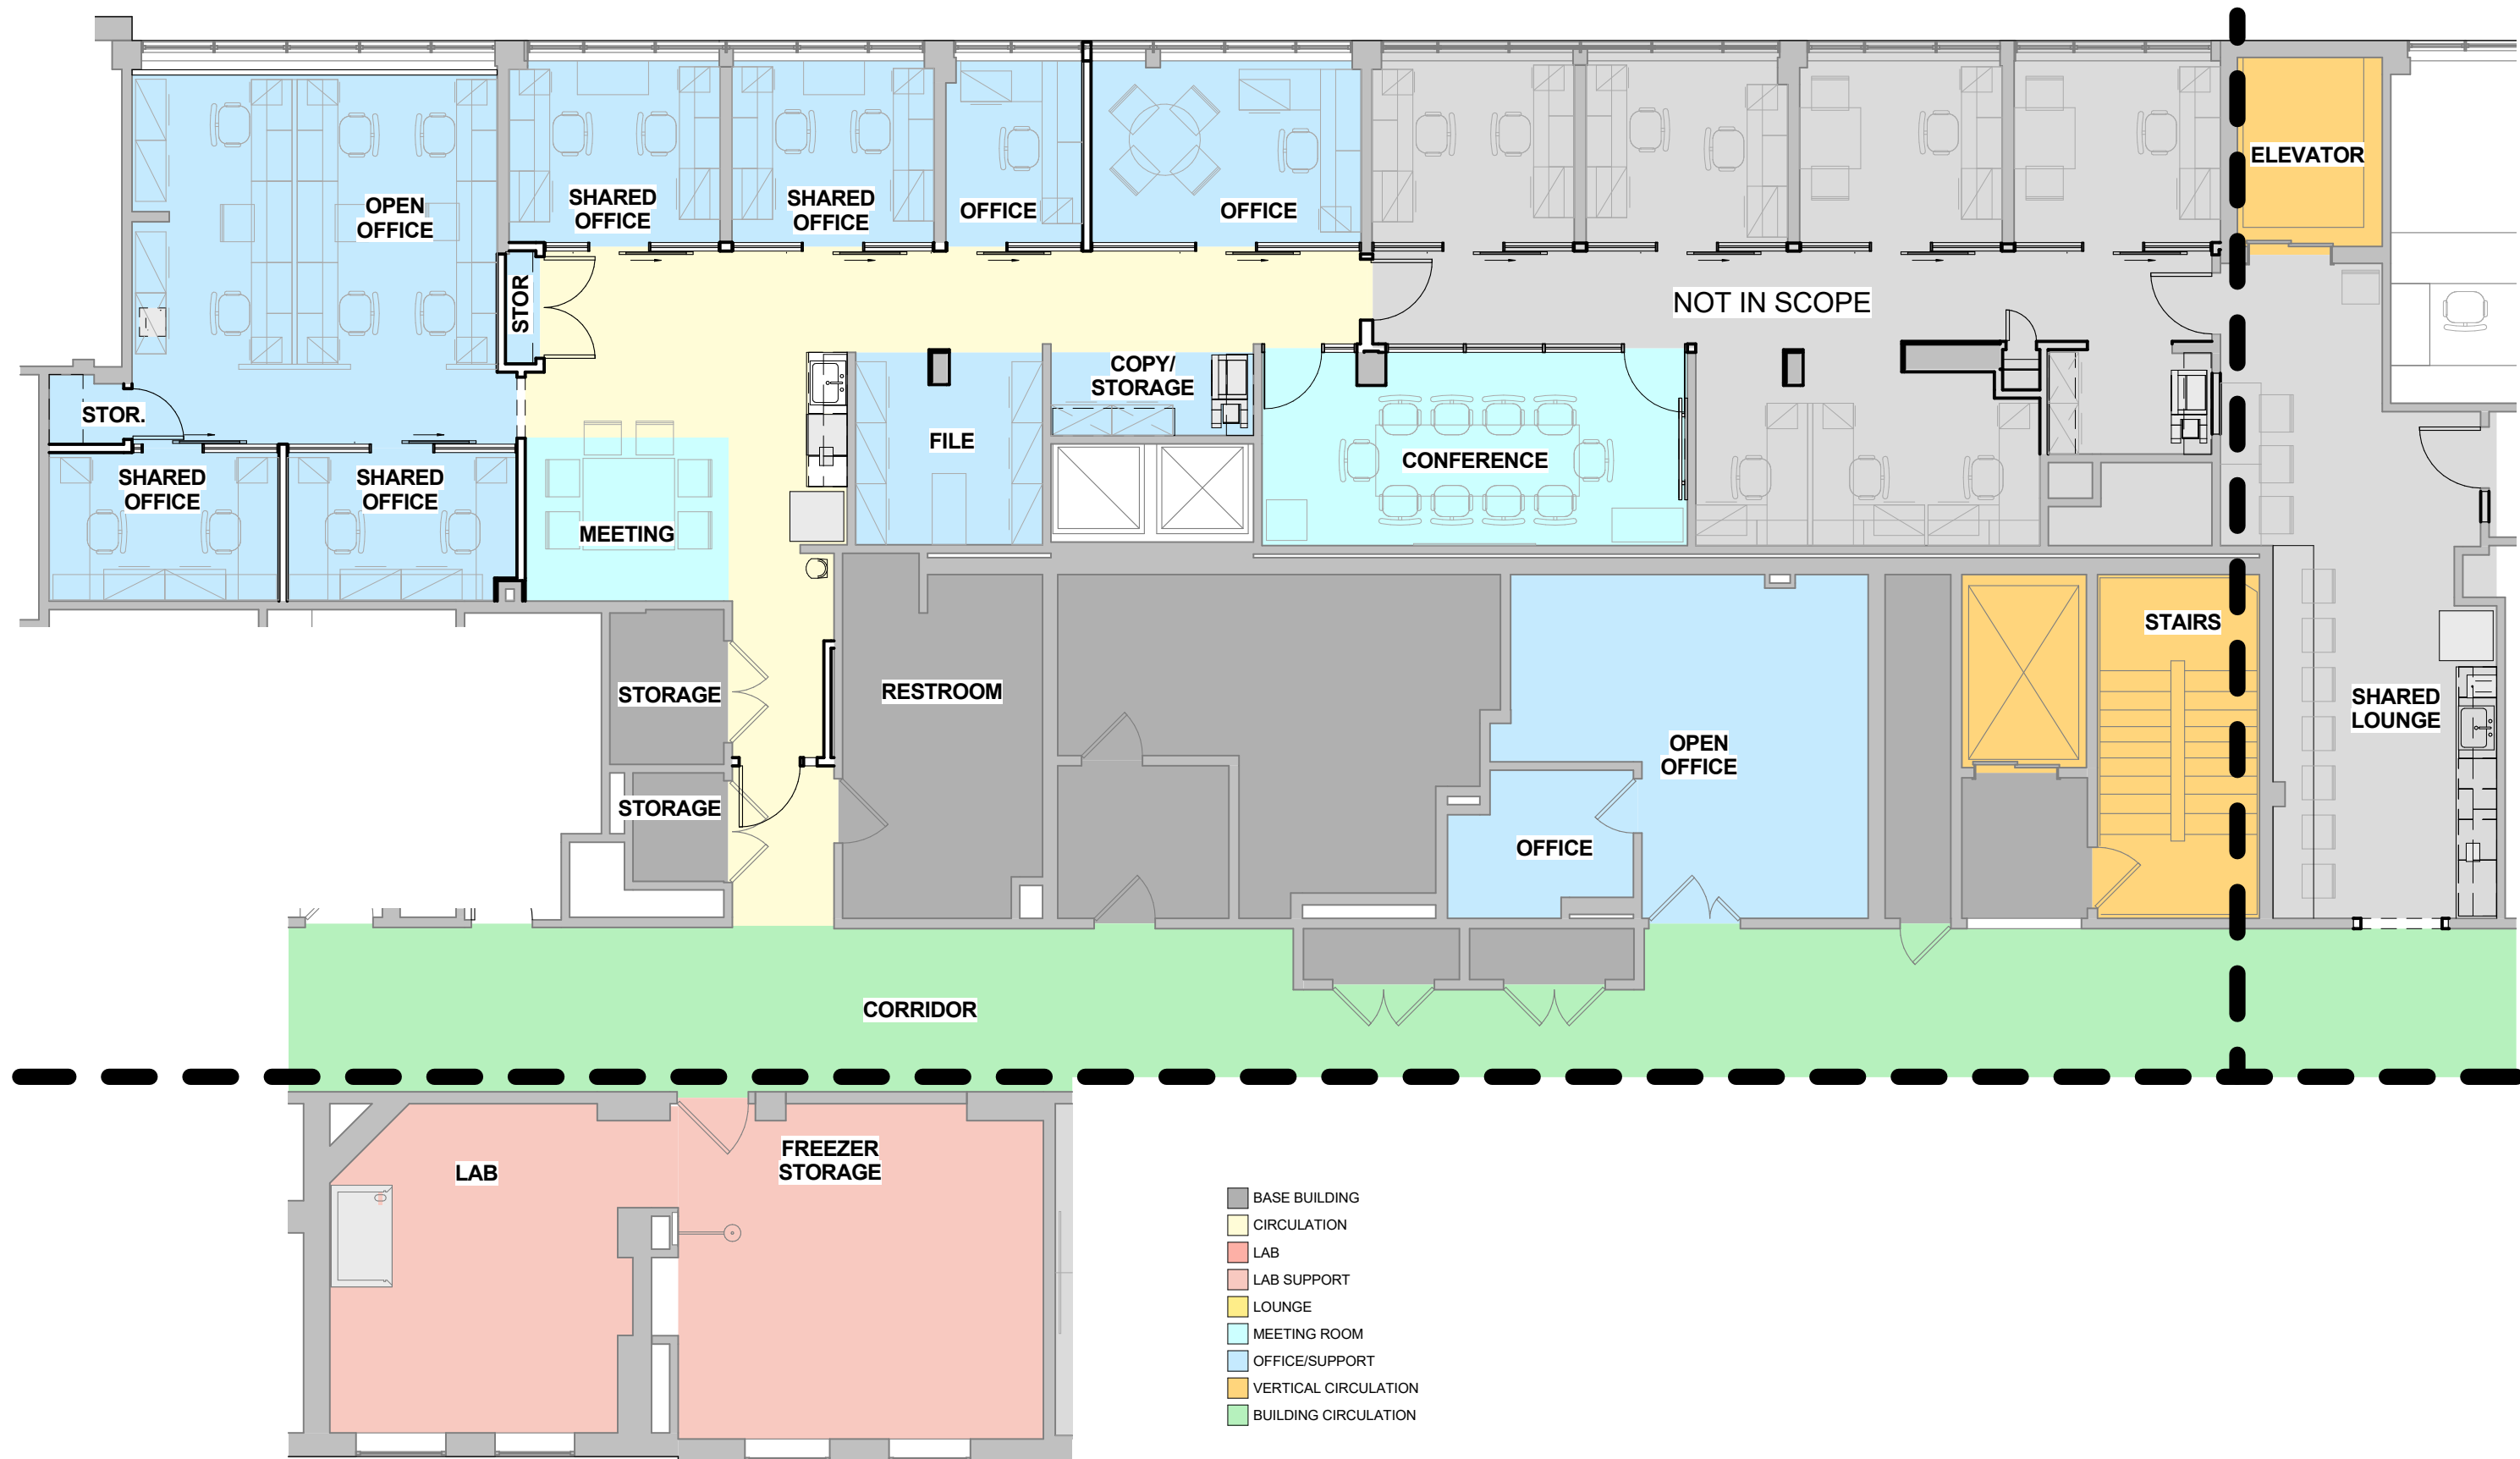 ELEVATOR
OPEN
OFFICE
SHARED
OFFICE
SHARED
OFFICE
OFFICE
OFFICE
STOR
NOT IN SCOPE
COPY/
STORAGE
STOR.
FILE
CONFERENCE
SHARED
OFFICE
SHARED
OFFICE
MEETING
STAIRS
STORAGE
RESTROOM
SHARED
LOUNGE
OPEN
OFFICE
STORAGE
OFFICE
CORRIDOR
LAB
FREEZER
STORAGE
BASE BUILDING
CIRCULATION
LAB
LAB SUPPORT
LOUNGE
MEETING ROOM
OFFICE/SUPPORT
VERTICAL CIRCULATION
BUILDING CIRCULATION